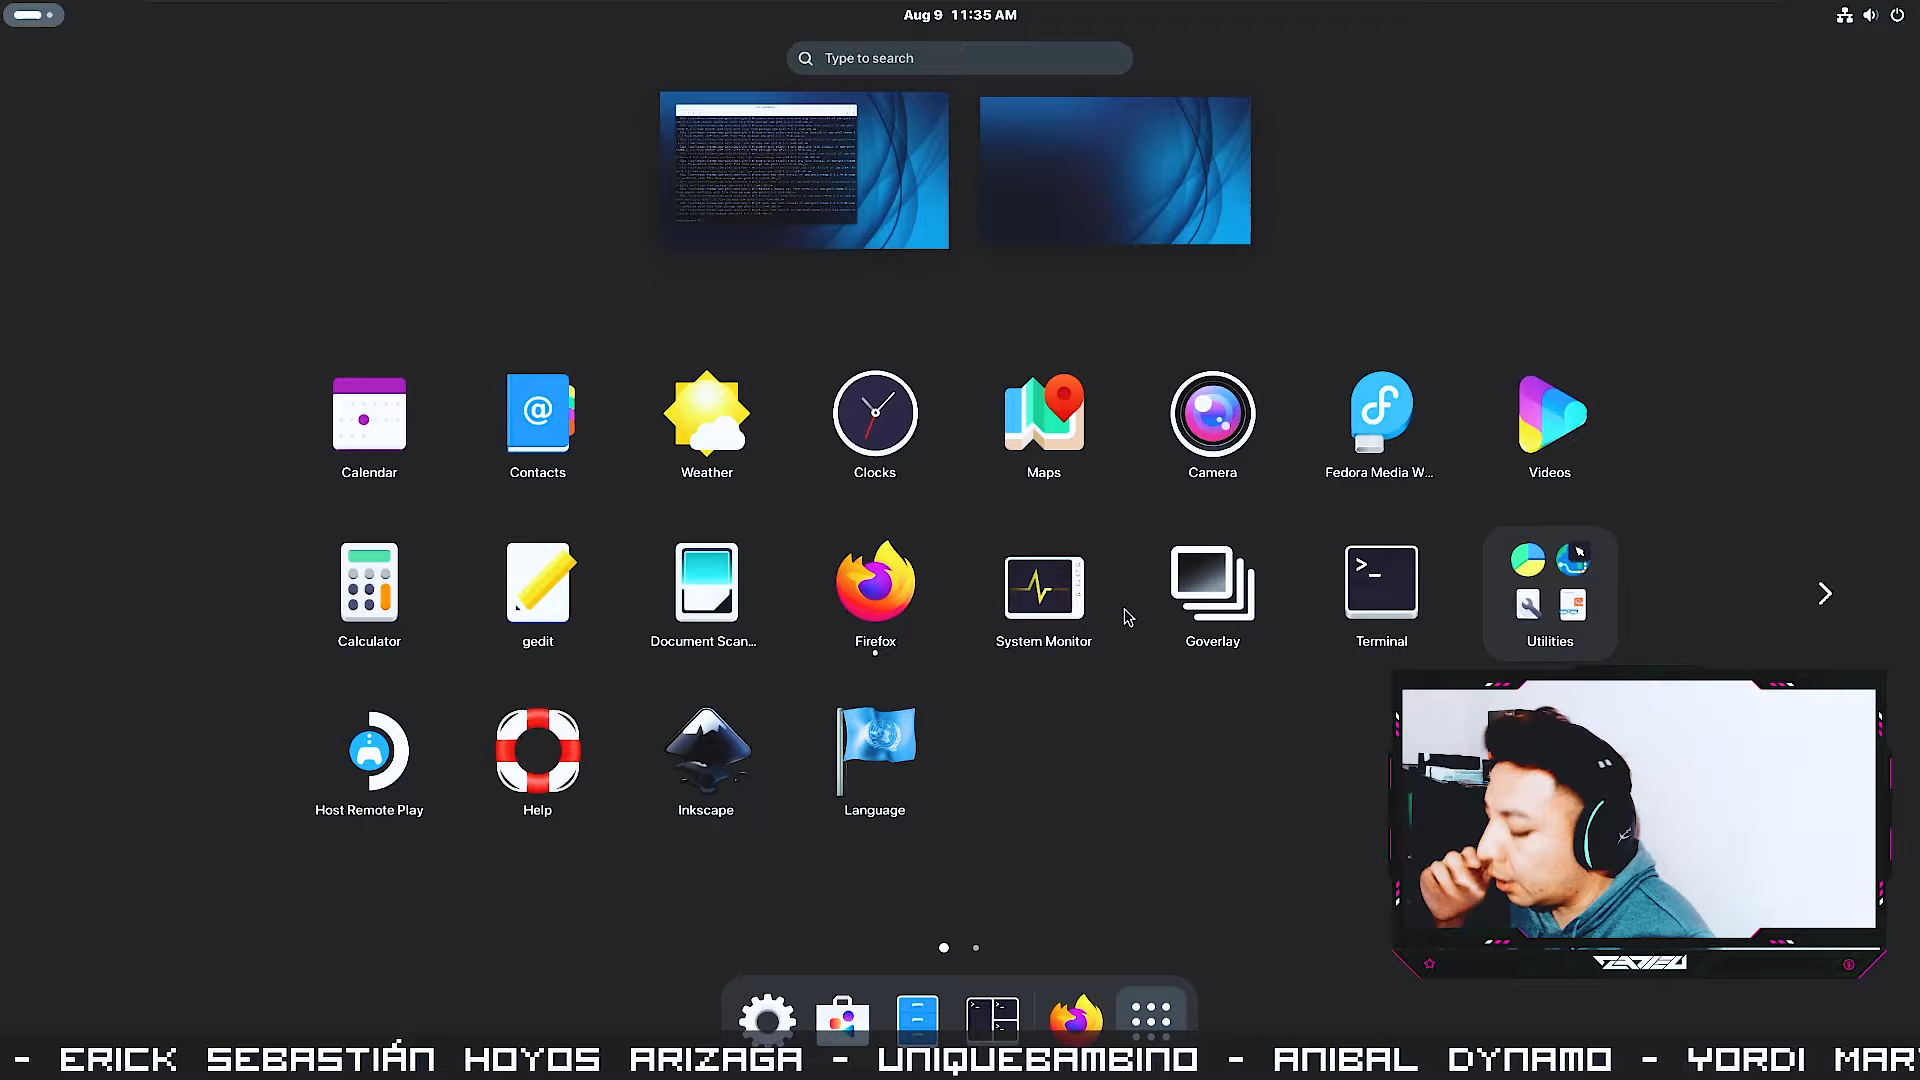 Aug 9 11:35 AM
Type to search
Calendar
Contacts
Weather
Clocks
Maps
Camera
Fedora Media W...
Videos
Calculator
gedit
Document Scan...
Firefox
System Monitor
Goverlay
Terminal
Utilities
Host Remote Play
Help
Inkscape
Language
- ERICK SEBASTIÁN HOYOS ARIZAGA - UNIQUEBAMBINO - ANIBAL DYNAMO - YORDI MAR